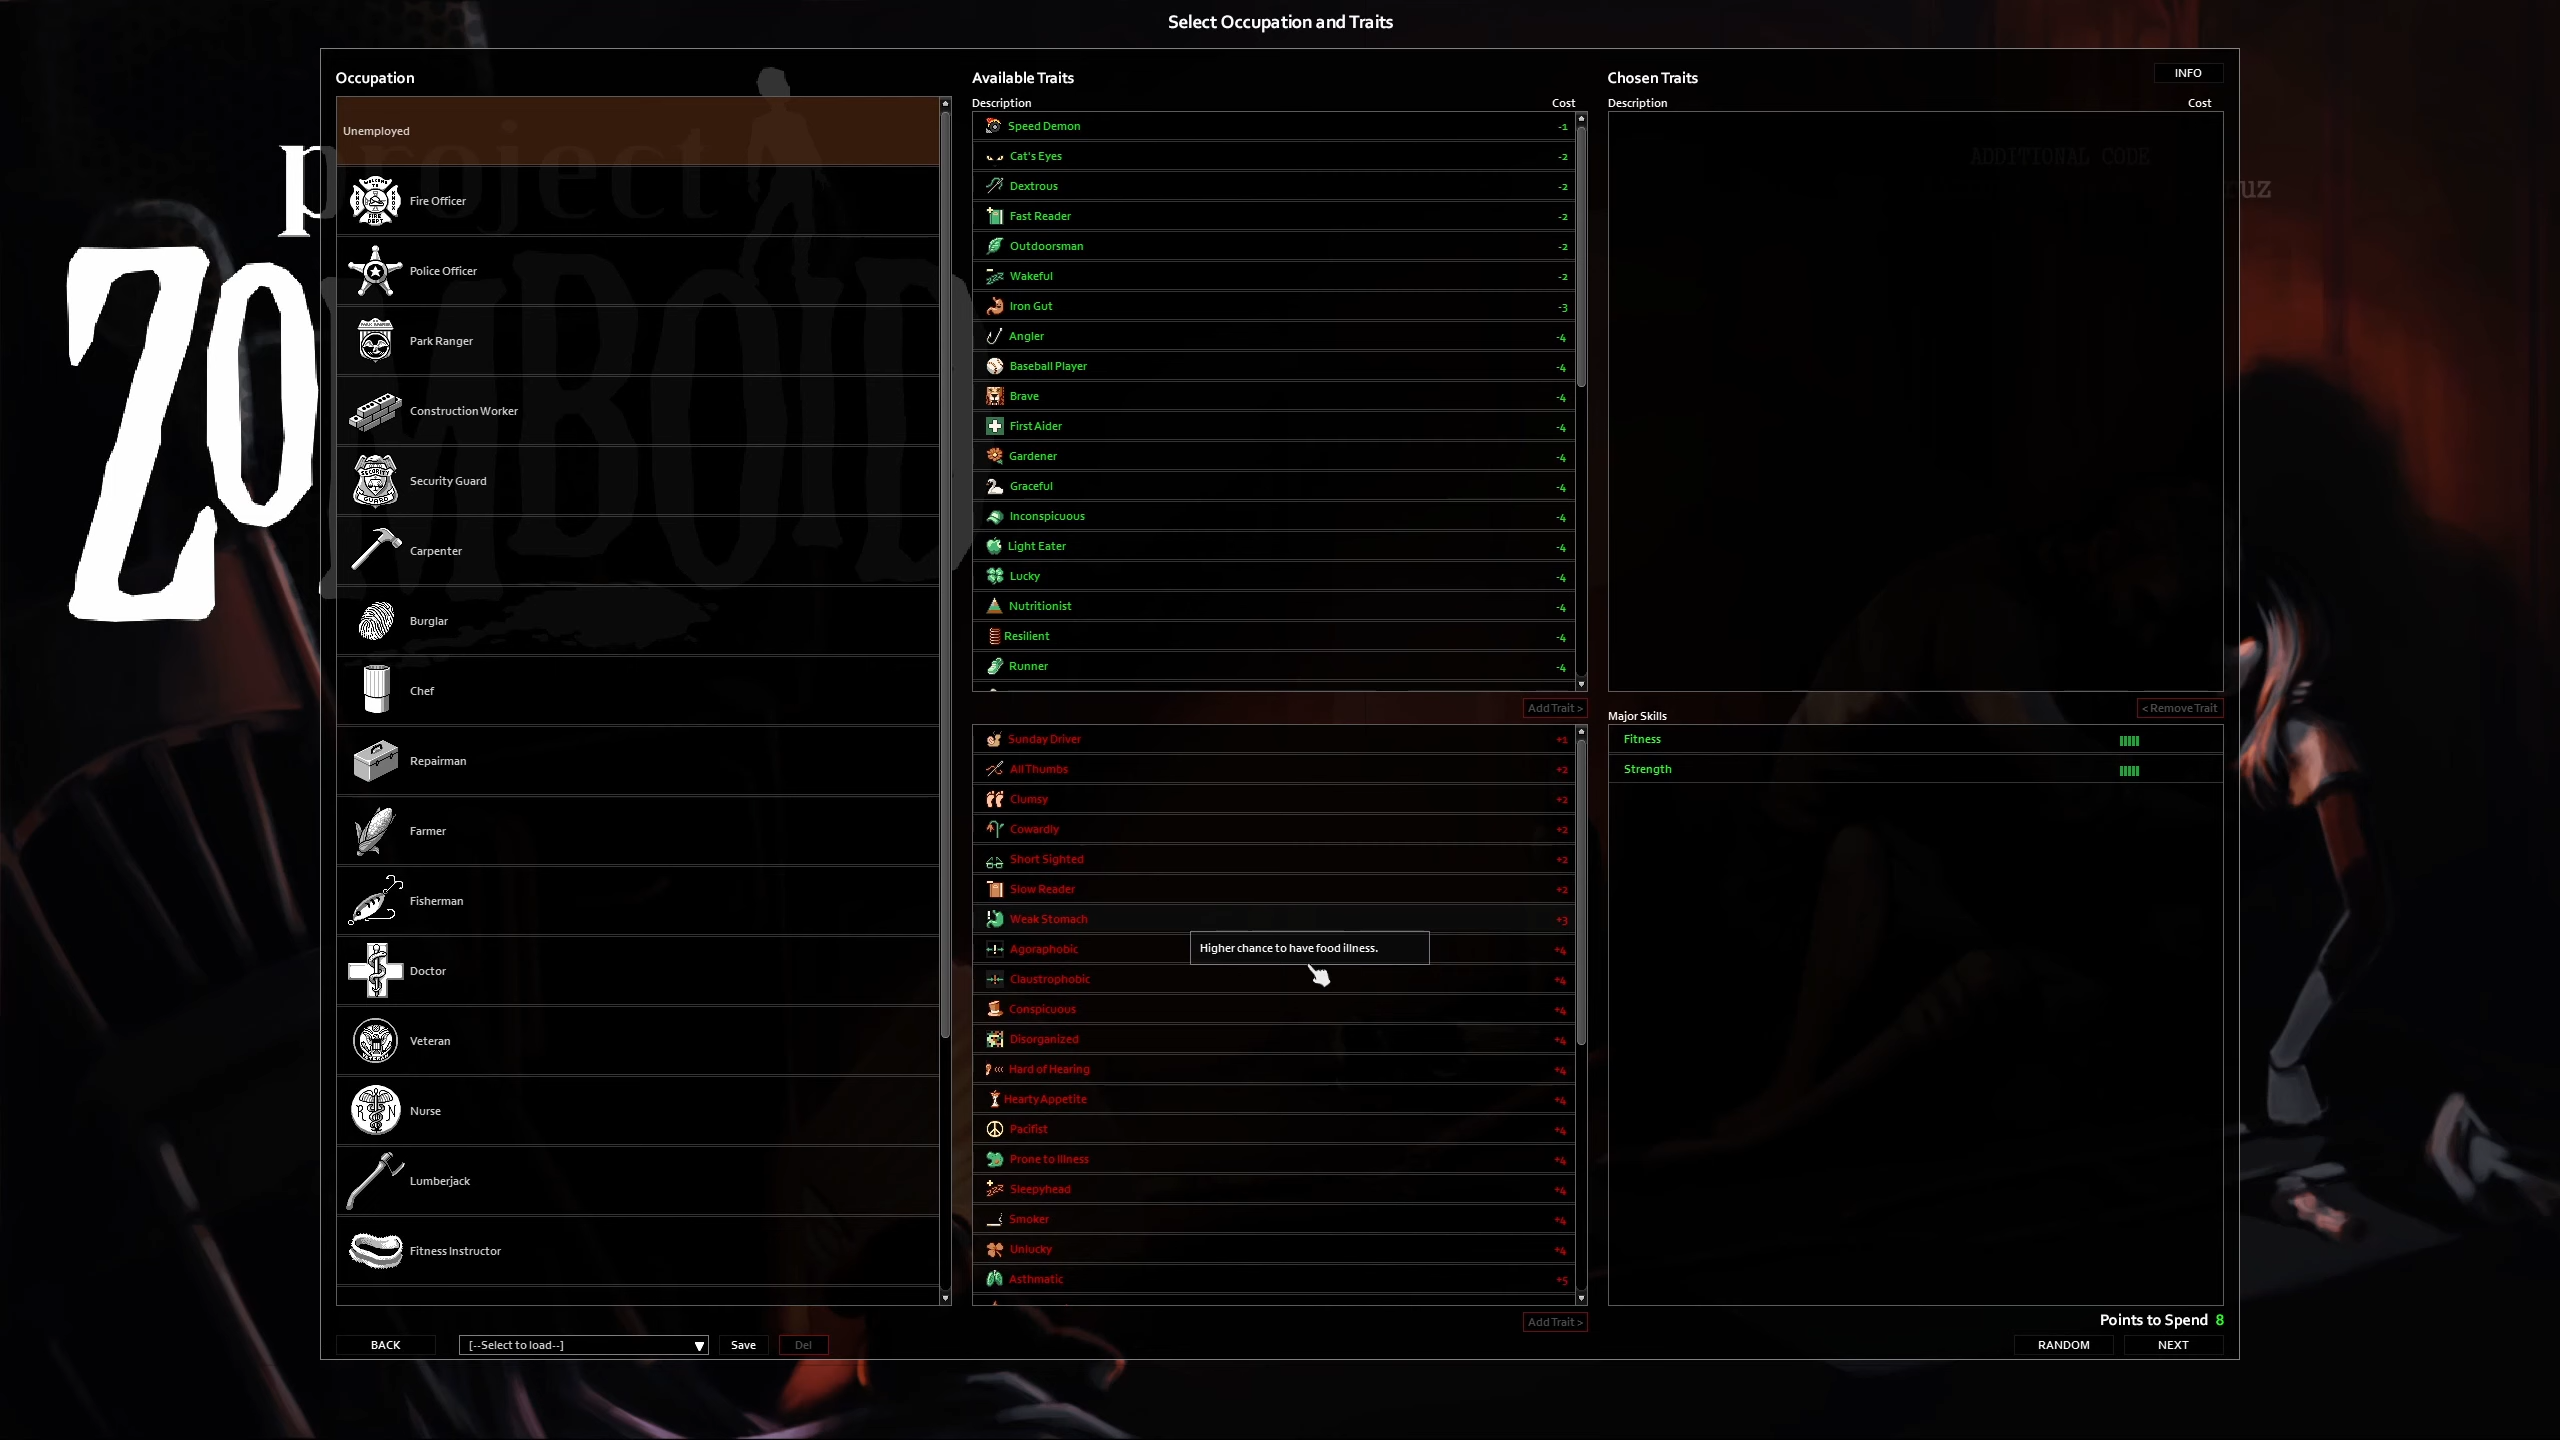 Select Occupation and Traits
Occupation
Unemployed
Fire Officer
Police Officer
Park Ranger
Construction Worker
Security Guard
Carpenter
Burglar
Chef
Repairman
Farmer
Fisherman
Doctor
Veteran
Nurse
Lumberjack
Fitness Instructor
Available Traits
Description Cost
Speed Demon -1
Cat's Eyes -2
Dextrous -2
Fast Reader -2
Outdoorsman -2
Wakeful -2
Iron Gut -3
Angler -4
Baseball Player -4
Brave -4
First Aider -4
Gardener -4
Graceful -4
Inconspicuous -4
Light Eater -4
Lucky -4
Nutritionist -4
Resilient -4
Runner -4
Add Trait >
Sunday Driver +1
All Thumbs +2
Clumsy +2
Cowardly +2
Short Sighted +2
Slow Reader +2
Weak Stomach +3
Higher chance to have food illness.
Agoraphobic +4
Claustrophobic +4
Conspicuous +4
Disorganized +4
Hard of Hearing +4
Hearty Appetite +4
Pacifist +4
Prone to Illness +4
Sleepyhead +4
Smoker +4
Unlucky +4
Asthmatic +5
Add Trait >
Chosen Traits
INFO
Description Cost
< Remove Trait
Major Skills
Fitness
Strength
Points to Spend 8
BACK
[--Select to load--]
Save
Del
RANDOM
NEXT
project
ZOMBOID
ADDITIONAL CODE
ruz